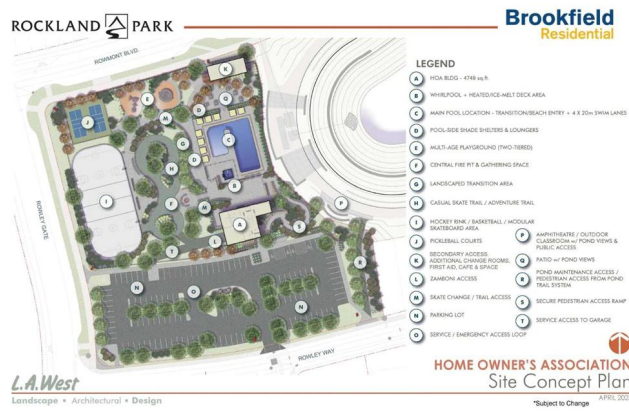 ROCKLAND PARK
Brookfield
Residential
ROWMONT BLVD.
ROWLEY GATE
ROWLEY WAY
K
E
J
M
D
Q
C
G
D
H
B
I
F
M
A
P
S
L
T
R
N
O
N
LEGEND
A HOA BLDG - 4748 sq ft
B WHIRLPOOL + HEATED/ICE-MELT DECK AREA
C MAIN POOL LOCATION - TRANSITION/BEACH ENTRY + 4 X 20m SWIM LANES
D POOL-SIDE SHADE SHELTERS & LOUNGERS
E MULTI-AGE PLAYGROUND (TWO-TIERED)
F CENTRAL FIRE PIT & GATHERING SPACE
G LANDSCAPED TRANSITION AREA
H CASUAL SKATE TRAIL / ADVENTURE TRAIL
I HOCKEY RINK / BASKETBALL / MODULAR
SKATEBOARD AREA
J PICKLEBALL COURTS
K SECONDARY ACCESS,
ADDITIONAL CHANGE ROOMS,
FIRST AID, CAFE & SPACE
L ZAMBONI ACCESS
M SKATE CHANGE / TRAIL ACCESS
N PARKING LOT
O SERVICE / EMERGENCY ACCESS LOOP
P AMPHITHEATRE / OUTDOOR
CLASSROOM w/ POND VIEWS &
PUBLIC ACCESS
Q PATIO w/ POND VIEWS
R POND MAINTENANCE ACCESS /
PEDESTRIAN ACCESS FROM POND
TRAIL SYSTEM
S SECURE PEDESTRIAN ACCESS RAMP
T SERVICE ACCESS TO GARAGE
HOME OWNER'S ASSOCIATION
Site Concept Plan
APRIL
*Subject to Change
L.A.West
Landscape • Architectural • Design